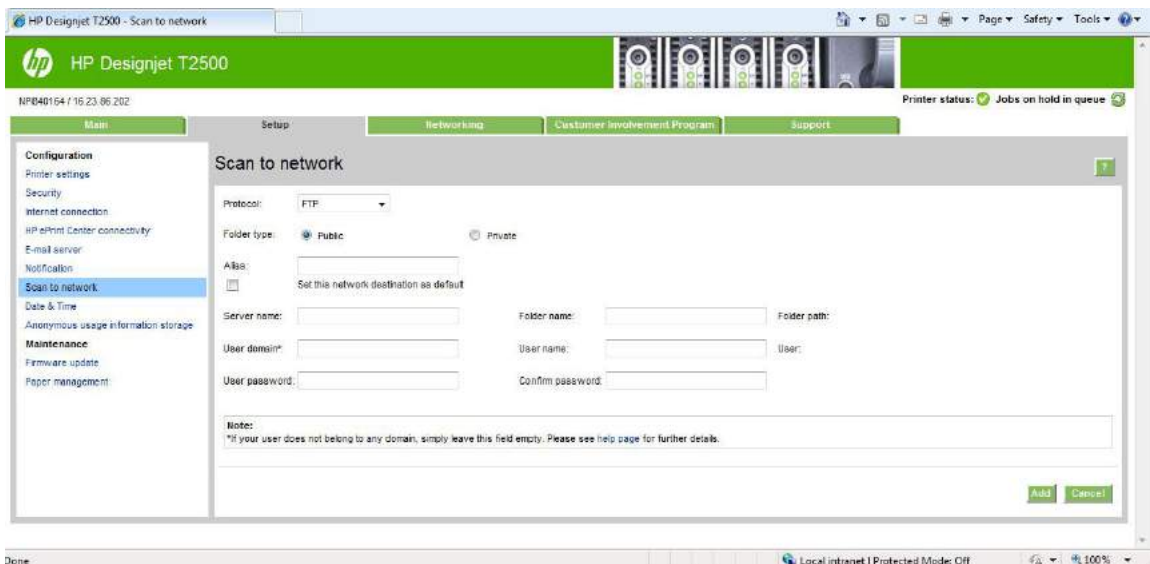 HP Designjet T2500 - Scan to network
Page Safety Tools
hp HP Designjet T2500
NPIB40164 / 16.23.86.202
Printer status: Jobs on hold in queue
Main Setup Networking Customer Involvement Program Support
Configuration
Printer settings
Security
Internet connection
HP ePrint Center connectivity
E-mail server
Notification
Scan to network
Date & Time
Anonymous usage information storage
Maintenance
Firmware update
Paper management
Scan to network
?
Protocol: FTP
Folder type: Public Private
Alias:
Set this network destination as default
Server name: Folder name: Folder path:
User domain*: User name: User:
User password: Confirm password:
Note:
*If your user does not belong to any domain, simply leave this field empty. Please see help page for further details.
Add Cancel
Done Local intranet | Protected Mode: Off 100%